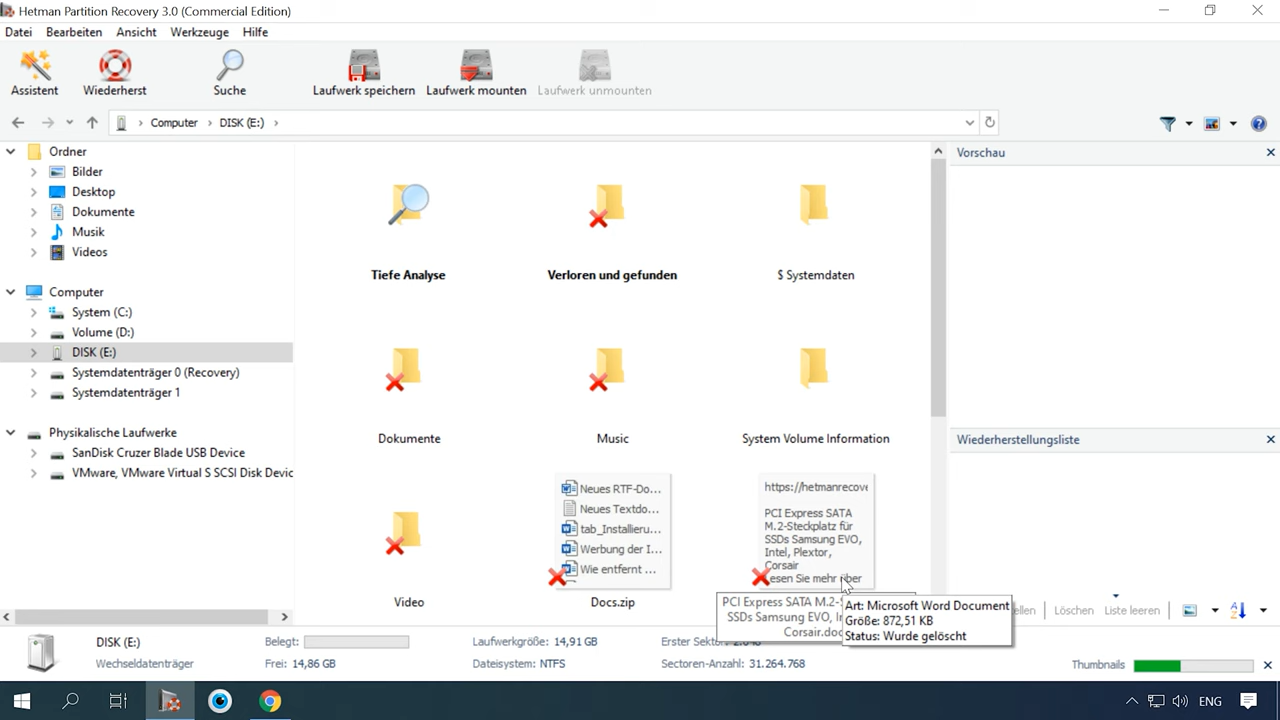 Hetman Partition Recovery 3.0 (Commercial Edition)
Datei Bearbeiten Ansicht Werkzeuge Hilfe
Assistent Wiederherst Suche Laufwerk speichern Laufwerk mounten Laufwerk unmounten
Computer DISK (E:)
Ordner
Bilder
Desktop
Dokumente
Musik
Videos
Computer
System (C:)
Volume (D:)
DISK (E:)
Systemdatenträger 0 (Recovery)
Systemdatenträger 1
Physikalische Laufwerke
SanDisk Cruzer Blade USB Device
VMware, VMware Virtual S SCSI Disk Devic
Tiefe Analyse
Verloren und gefunden
$ Systemdaten
Dokumente
Music
System Volume Information
Video
Neues RTF-Do...
Neues Textdo...
tab_Installieru...
Werbung der I...
Wie entfernt ...
Docs.zip
https://hetmanrecove
PCI Express SATA
M.2-Steckplatz für
SSDs Samsung EVO,
Intel, Plextor,
Corsair
esen Sie mehr über
PCI Express SATA M.2-S
SSDs Samsung EVO, In
Corsair.doc
Art: Microsoft Word Document
Größe: 872,51 KB
Status: Wurde gelöscht
Vorschau
Wiederherstellungsliste
Löschen Liste leeren
DISK (E:)
Wechseldatenträger
Belegt:
Frei: 14,86 GB
Laufwerkgröße: 14,91 GB
Dateisystem: NTFS
Erster Sektor: 2.048
Sektoren-Anzahl: 31.264.768
Thumbnails
ENG